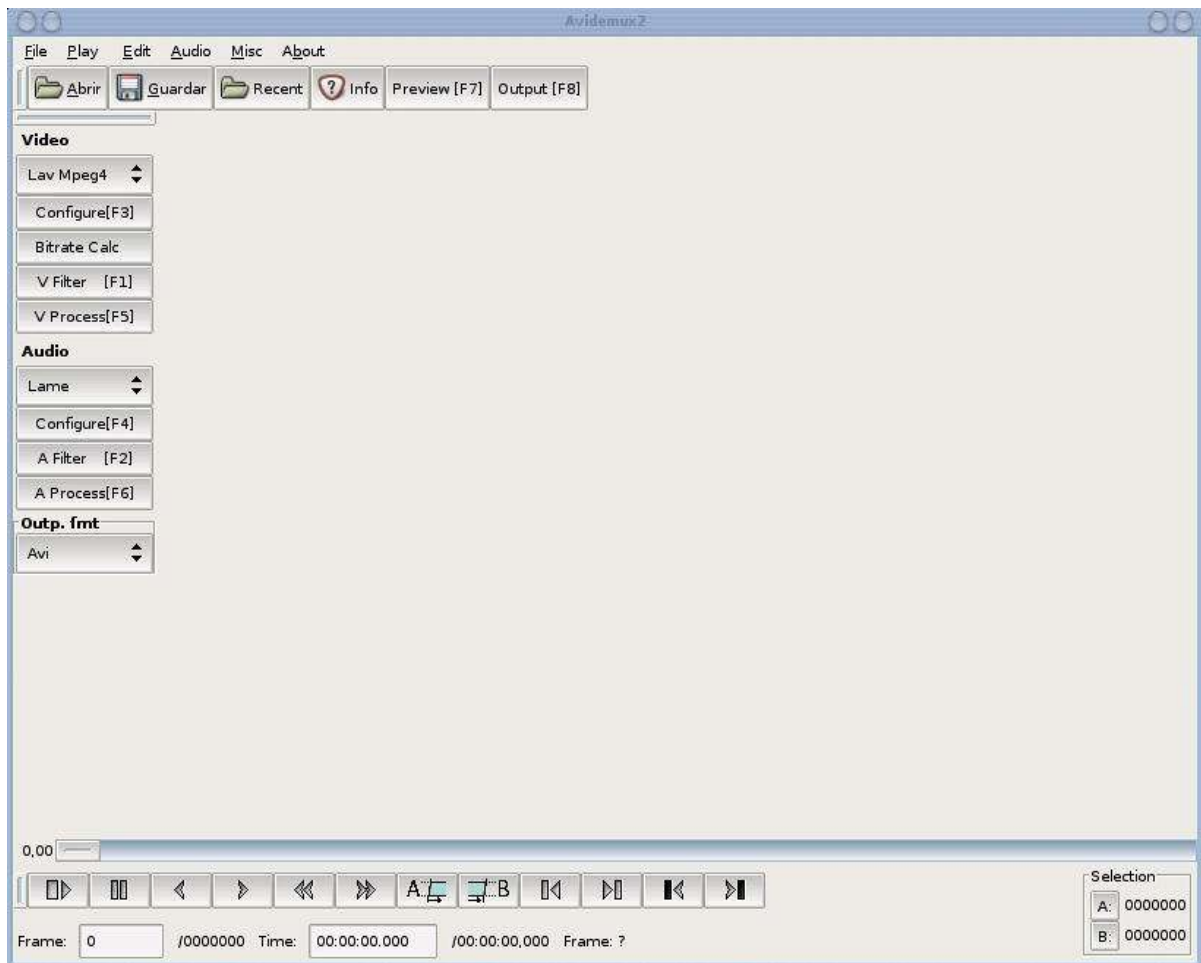 Avidemux2
File Play Edit Audio Misc About
Abrir Guardar Recent Info Preview [F7] Output [F8]
Video
Lav Mpeg4
Configure[F3]
Bitrate Calc
V Filter [F1]
V Process[F5]
Audio
Lame
Configure[F4]
A Filter [F2]
A Process[F6]
Outp. fmt
Avi
0,00
A B
Selection
A: 0000000
B: 0000000
Frame: 0 /0000000 Time: 00:00:00.000 /00:00:00,000 Frame: ?